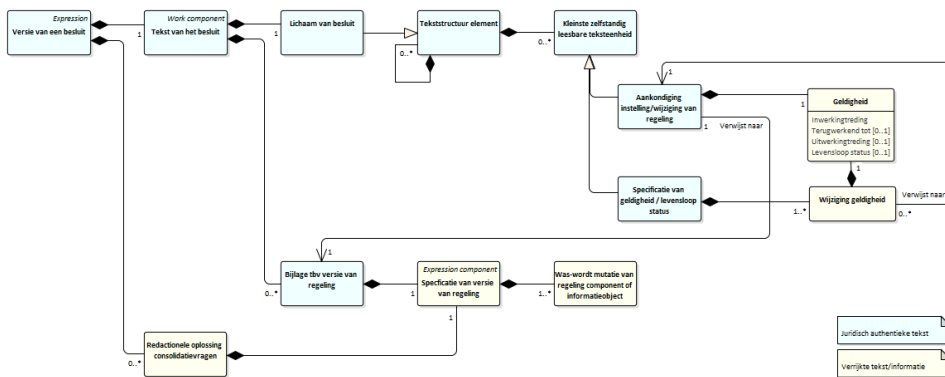 Expression
Versie van een besluit
1
0..*
Work component
Tekst van het besluit
1
0..*
Lichaam van besluit
Tekststructuur element
0..*
0..*
Kleinste zelfstandig
leesbare teksteenheid
Aankondiging
instelling/wijziging van
regeling
1
1
1
Verwijst naar
Geldigheid
Inwerkingtreding
Terugwerkend tot [0..1]
Uitwerkingtreding [0..1]
Levensloop status [0..1]
1
Specificatie van
geldigheid / levensloop
status
1..*
Wijziging geldigheid
Verwijst naar
0..*
1
Bijlage tbv versie van
regeling
1
Expression component
Specficatie van versie
van regeling
1
1..*
Was-wordt mutatie van
regeling component of
informatieobject
Redactionele oplossing
consolidatievragen
Juridisch authentieke tekst
Verrijkte tekst/informatie